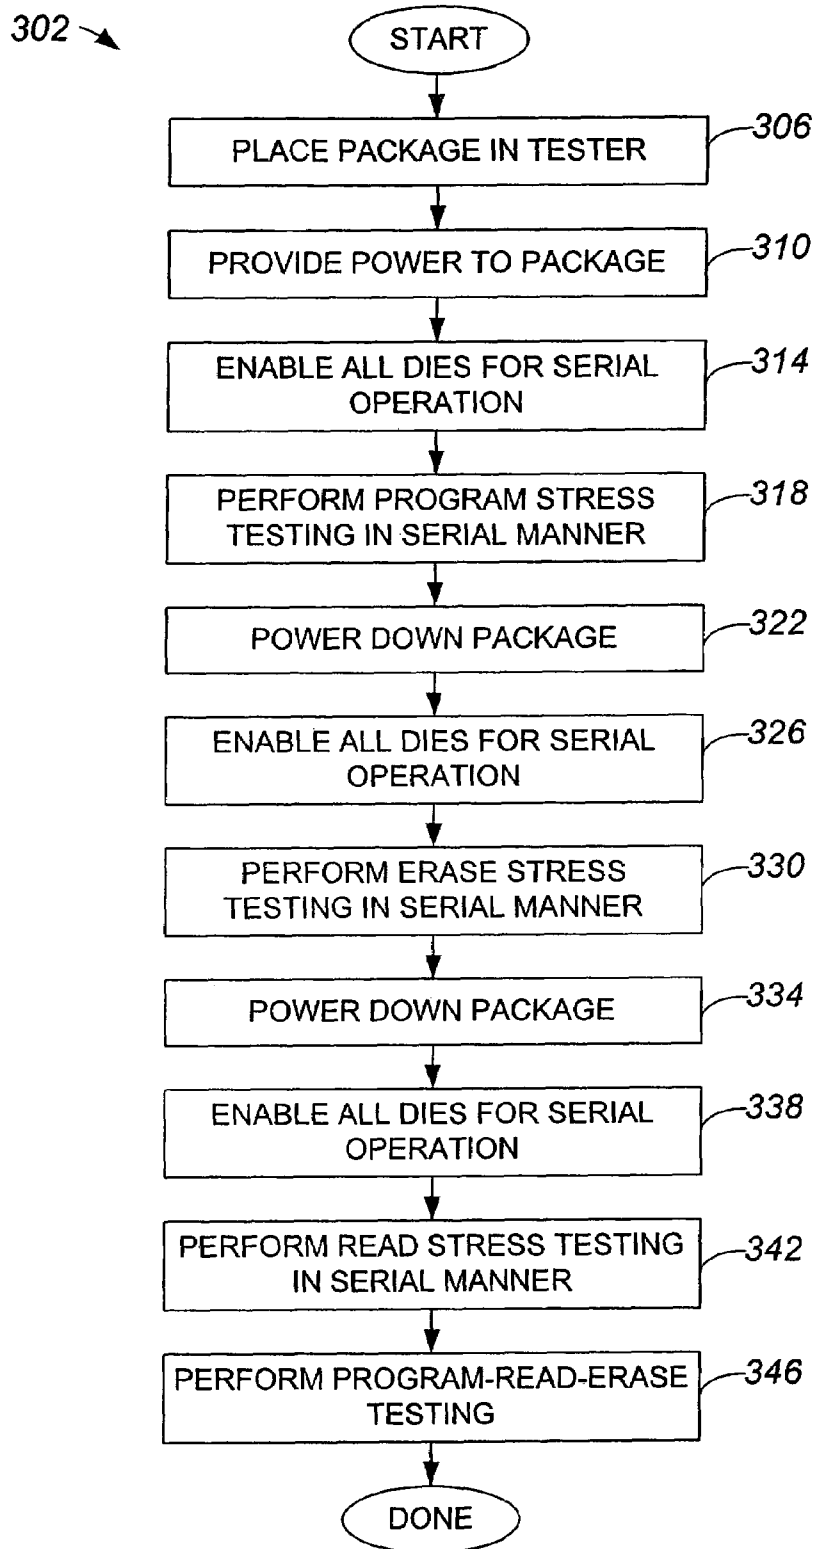 302
START
PLACE PACKAGE IN TESTER
306
PROVIDE POWER TO PACKAGE
310
ENABLE ALL DIES FOR SERIAL
OPERATION
314
PERFORM PROGRAM STRESS
TESTING IN SERIAL MANNER
318
POWER DOWN PACKAGE
322
ENABLE ALL DIES FOR SERIAL
OPERATION
326
PERFORM ERASE STRESS
TESTING IN SERIAL MANNER
330
POWER DOWN PACKAGE
334
ENABLE ALL DIES FOR SERIAL
OPERATION
338
PERFORM READ STRESS TESTING
IN SERIAL MANNER
342
PERFORM PROGRAM-READ-ERASE
TESTING
346
DONE